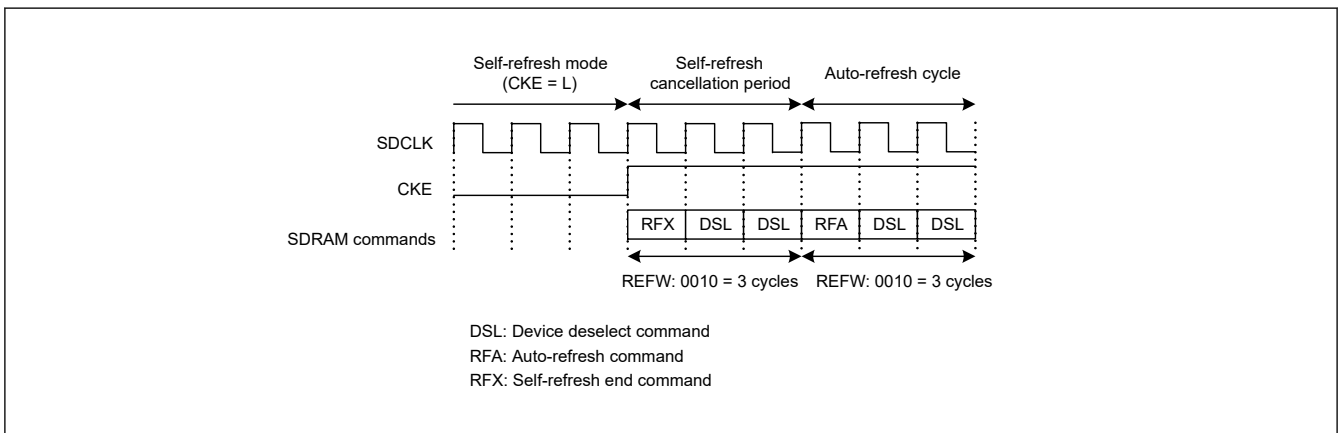 Self-refresh mode
(CKE = L)
Self-refresh
cancellation period
Auto-refresh cycle
SDCLK
CKE
SDRAM commands
RFX DSL DSL RFA DSL DSL
REFW: 0010 = 3 cycles REFW: 0010 = 3 cycles
DSL: Device deselect command
RFA: Auto-refresh command
RFX: Self-refresh end command